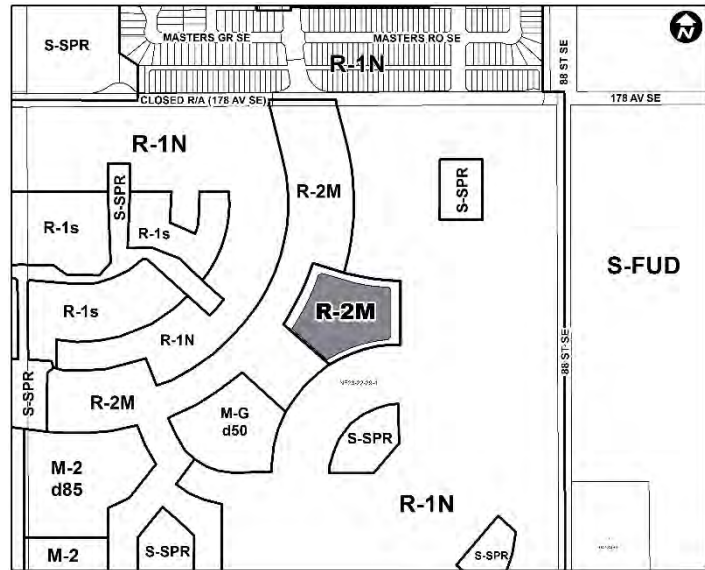 S-SPR
MASTERS GR SE
MASTERS RO SE
R-1N
88 ST SE
N
CLOSED R/A (178 AV SE)
178 AV SE
R-1N
S-SPR
R-2M
S-SPR
R-1s
R-1s
S-FUD
R-1s
R-2M
R-1N
88 ST SE
S-SPR
R-2M
M-G
d50
S-SPR
M-2
d85
R-1N
M-2
S-SPR
S-SPR